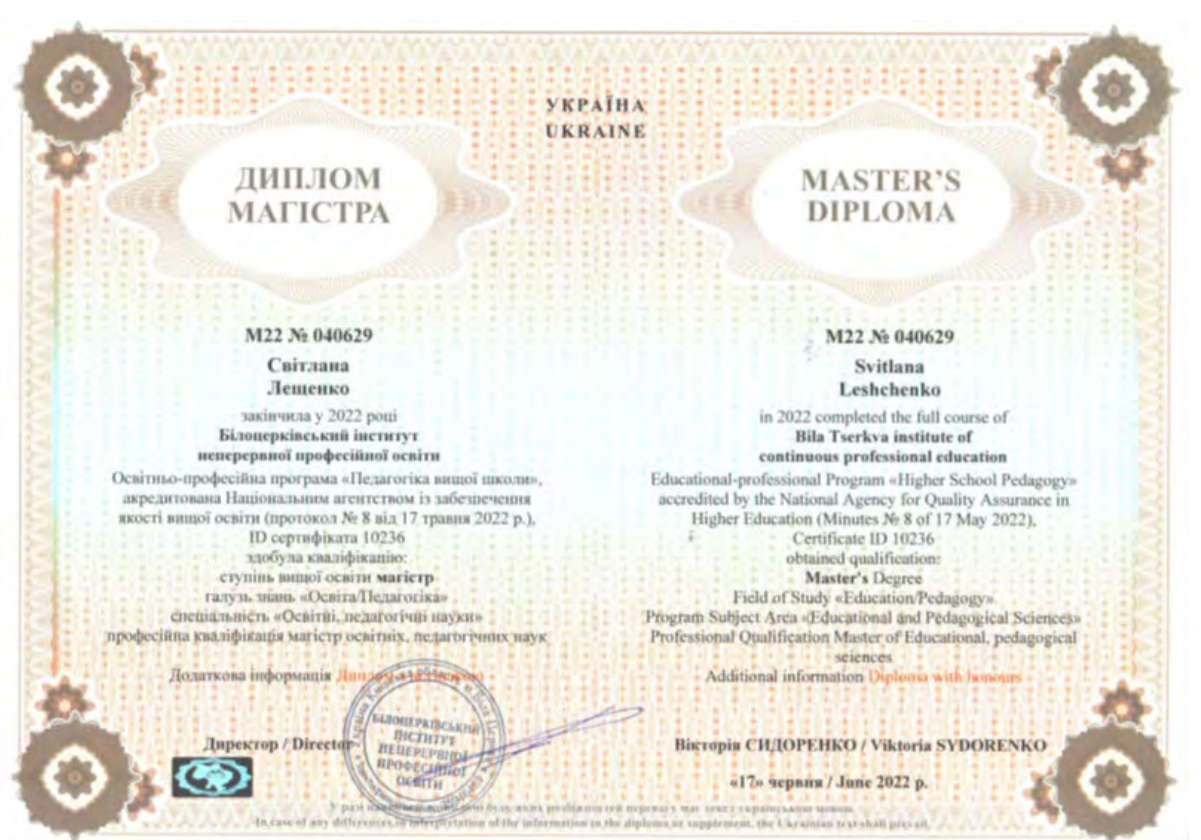 УКРАЇНА
UKRAINE
ДИПЛОМ
МАГІСТРА
М22 № 040629
Світлана
Лещенко
закінчила у 2022 році
Білоцерківський інститут
неперервної професійної освіти
Освітньо-професійна програма «Педагогіка вищої школи»,
акредитована Національним агентством із забезпечення
якості вищої освіти (протокол № 8 від 17 травня 2022 р.),
ID сертифіката 10236
здобула кваліфікацію:
ступінь вищої освіти магістр
галузь знань «Освіта/Педагогіка»
спеціальність «Освітні, педагогічні науки»
професійна кваліфікація магістр освітніх, педагогічних наук
Додаткова інформація
MASTER'S
DIPLOMA
M22 № 040629
Svitlana
Leshchenko
in 2022 completed the full course of
Bila Tserkva institute of
continuous professional education
Educational-professional Program «Higher School Pedagogy»
accredited by the National Agency for Quality Assurance in
Higher Education (Minutes № 8 of 17 May 2022),
Certificate ID 10236
obtained qualification:
Master's Degree
Field of Study «Education/Pedagogy»
Program Subject Area «Educational and Pedagogical Sciences»
Professional Qualification Master of Educational, pedagogical
sciences
Additional information Diploma with honours
Директор / Director
Вікторія СИДОРЕНКО / Viktoria SYDORENKO
«17» червня / June 2022 р.
БІЛОЦЕРКІВСЬКИЙ
ІНСТИТУТ
НЕПЕРЕРВНОЇ
ПРОФЕСІЙНОЇ
ОСВІТИ
In case of any differences in interpretation of the information in the diploma or supplement, the Ukrainian text shall prevail.